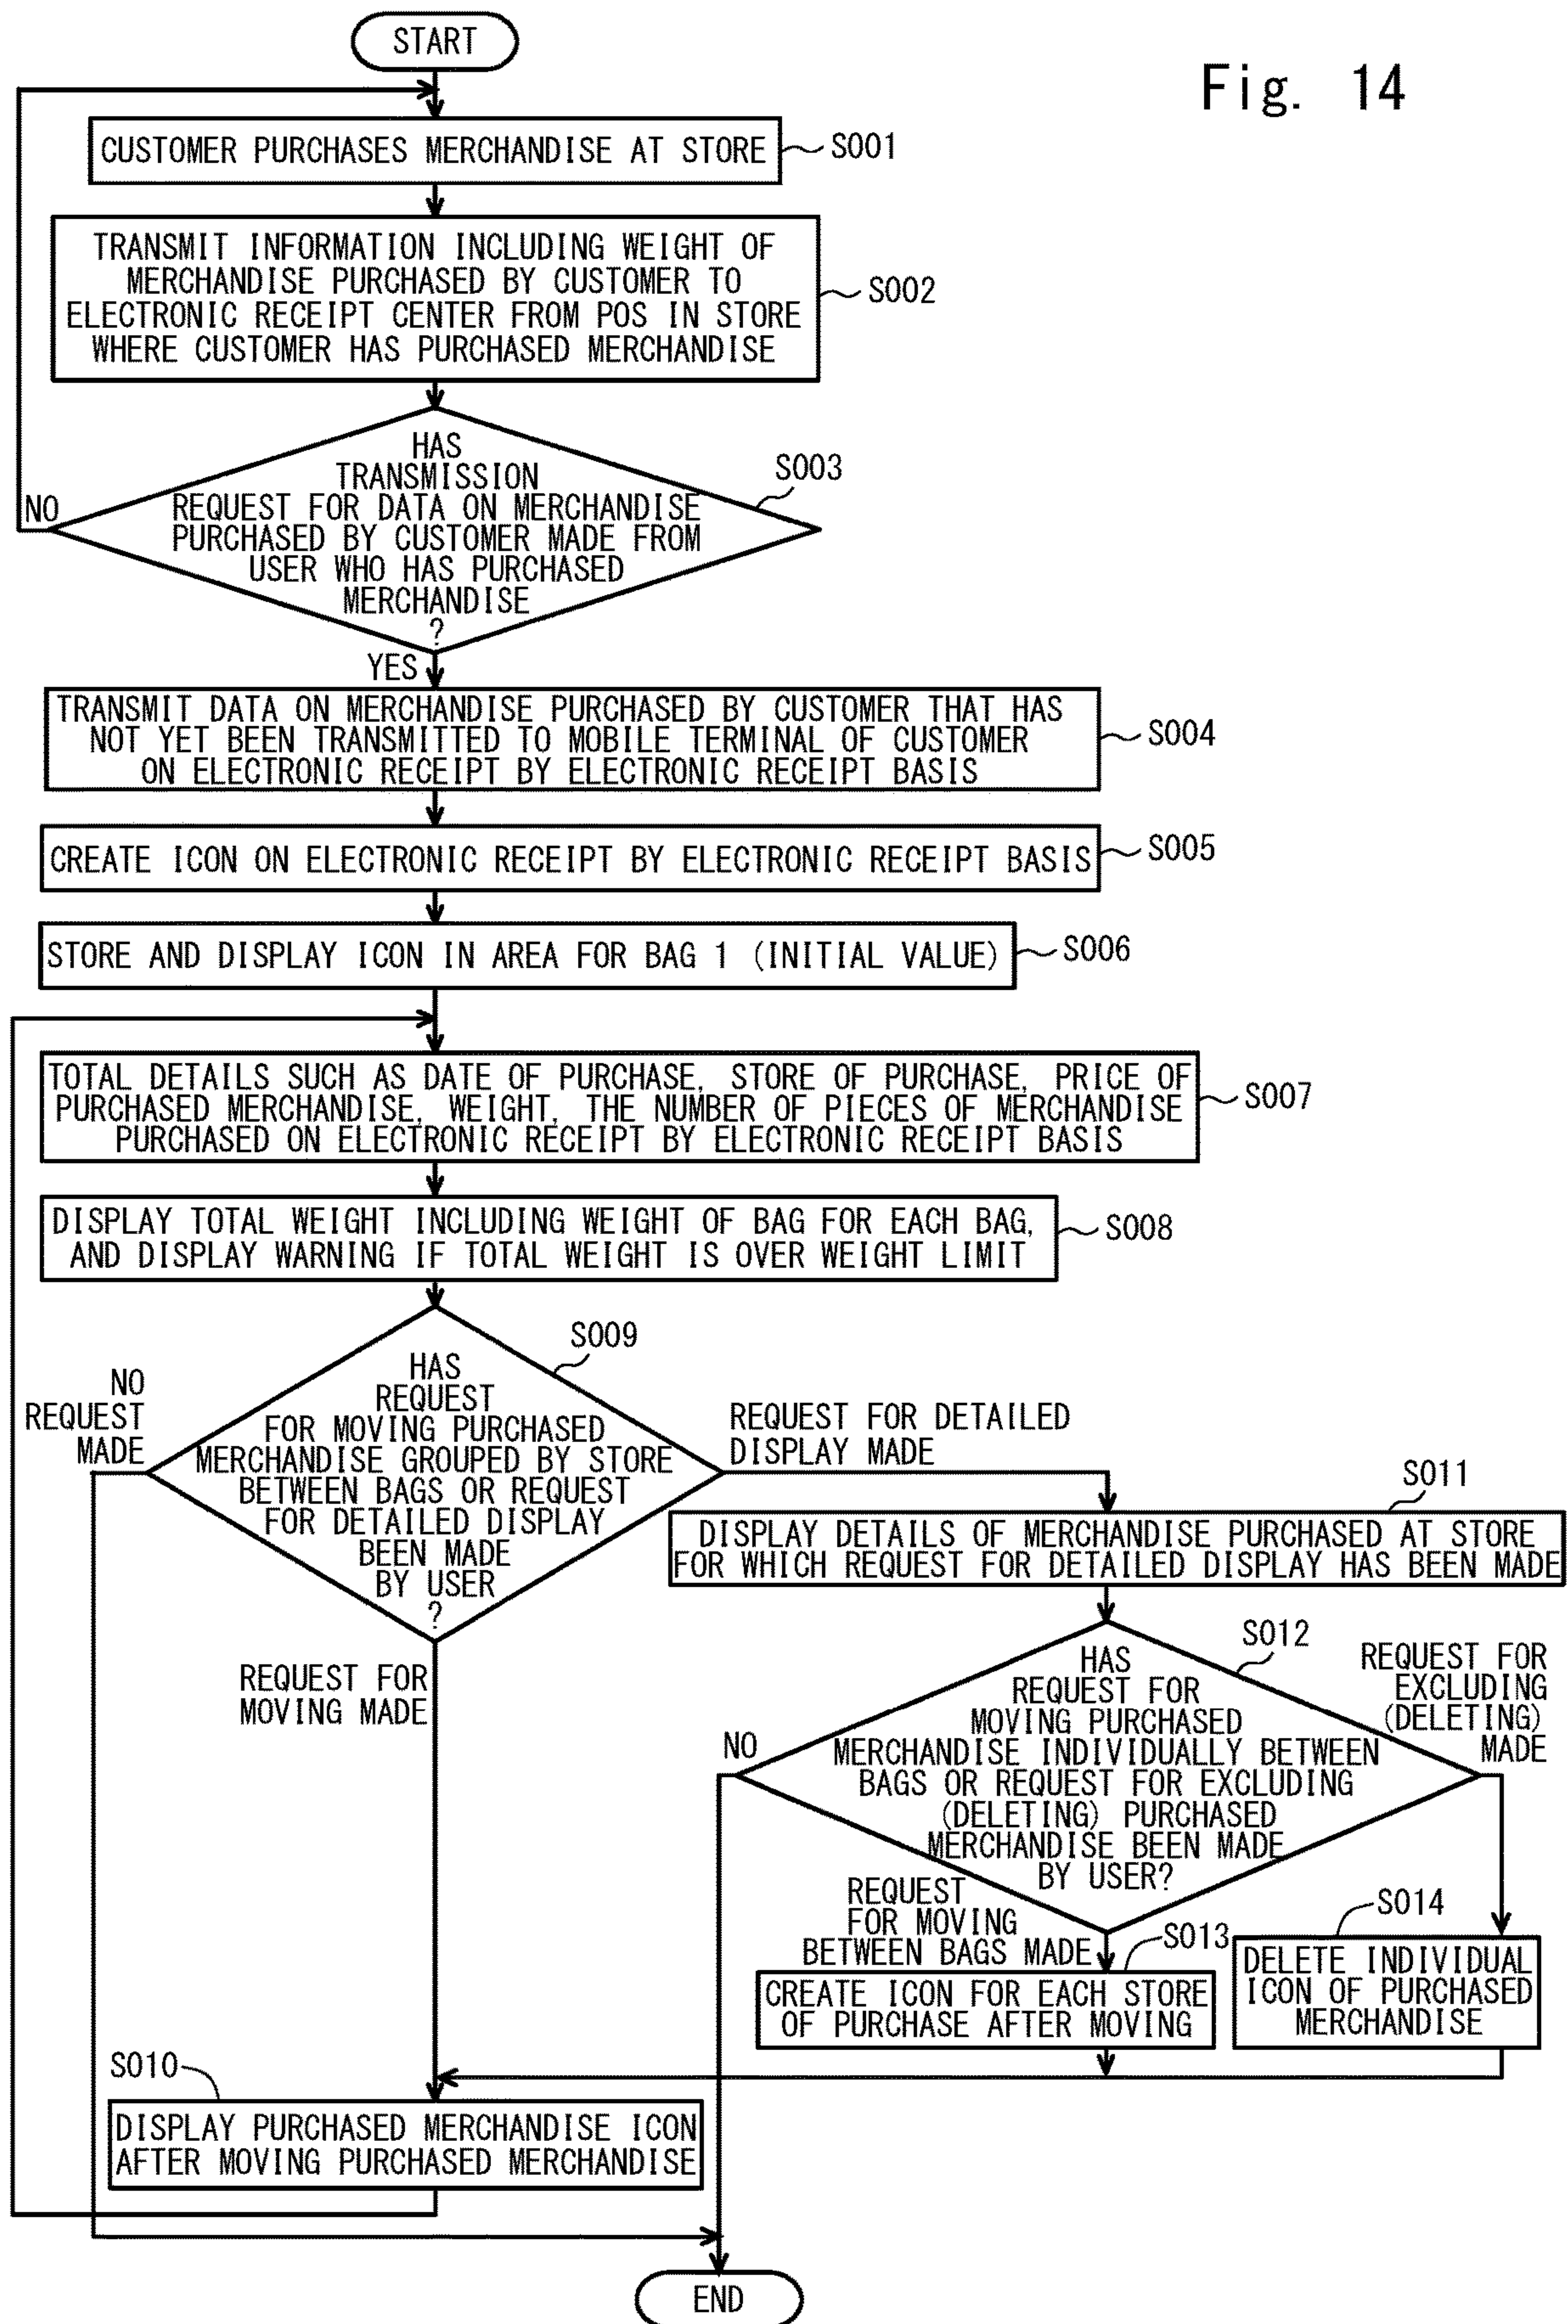 Fig. 14
START
CUSTOMER PURCHASES MERCHANDISE AT STORE
S001
TRANSMIT INFORMATION INCLUDING WEIGHT OF
MERCHANDISE PURCHASED BY CUSTOMER TO
ELECTRONIC RECEIPT CENTER FROM POS IN STORE
WHERE CUSTOMER HAS PURCHASED MERCHANDISE
S002
HAS
TRANSMISSION
REQUEST FOR DATA ON MERCHANDISE
PURCHASED BY CUSTOMER MADE FROM
USER WHO HAS PURCHASED
MERCHANDISE
?
S003
NO
YES
TRANSMIT DATA ON MERCHANDISE PURCHASED BY CUSTOMER THAT HAS
NOT YET BEEN TRANSMITTED TO MOBILE TERMINAL OF CUSTOMER
ON ELECTRONIC RECEIPT BY ELECTRONIC RECEIPT BASIS
S004
CREATE ICON ON ELECTRONIC RECEIPT BY ELECTRONIC RECEIPT BASIS
S005
STORE AND DISPLAY ICON IN AREA FOR BAG 1 (INITIAL VALUE)
S006
TOTAL DETAILS SUCH AS DATE OF PURCHASE, STORE OF PURCHASE, PRICE OF
PURCHASED MERCHANDISE, WEIGHT, THE NUMBER OF PIECES OF MERCHANDISE
PURCHASED ON ELECTRONIC RECEIPT BY ELECTRONIC RECEIPT BASIS
S007
DISPLAY TOTAL WEIGHT INCLUDING WEIGHT OF BAG FOR EACH BAG,
AND DISPLAY WARNING IF TOTAL WEIGHT IS OVER WEIGHT LIMIT
S008
HAS
REQUEST
FOR MOVING PURCHASED
MERCHANDISE GROUPED BY STORE
BETWEEN BAGS OR REQUEST
FOR DETAILED DISPLAY
BEEN MADE
BY USER
?
S009
NO
REQUEST
MADE
REQUEST FOR DETAILED
DISPLAY MADE
REQUEST FOR
MOVING MADE
S011
DISPLAY DETAILS OF MERCHANDISE PURCHASED AT STORE
FOR WHICH REQUEST FOR DETAILED DISPLAY HAS BEEN MADE
S012
HAS
REQUEST FOR
MOVING PURCHASED
MERCHANDISE INDIVIDUALLY BETWEEN
BAGS OR REQUEST FOR EXCLUDING
(DELETING) PURCHASED
MERCHANDISE BEEN MADE
BY USER?
NO
REQUEST FOR
EXCLUDING
(DELETING)
MADE
REQUEST
FOR MOVING
BETWEEN BAGS MADE
S013
CREATE ICON FOR EACH STORE
OF PURCHASE AFTER MOVING
S014
DELETE INDIVIDUAL
ICON OF PURCHASED
MERCHANDISE
S010
DISPLAY PURCHASED MERCHANDISE ICON
AFTER MOVING PURCHASED MERCHANDISE
END